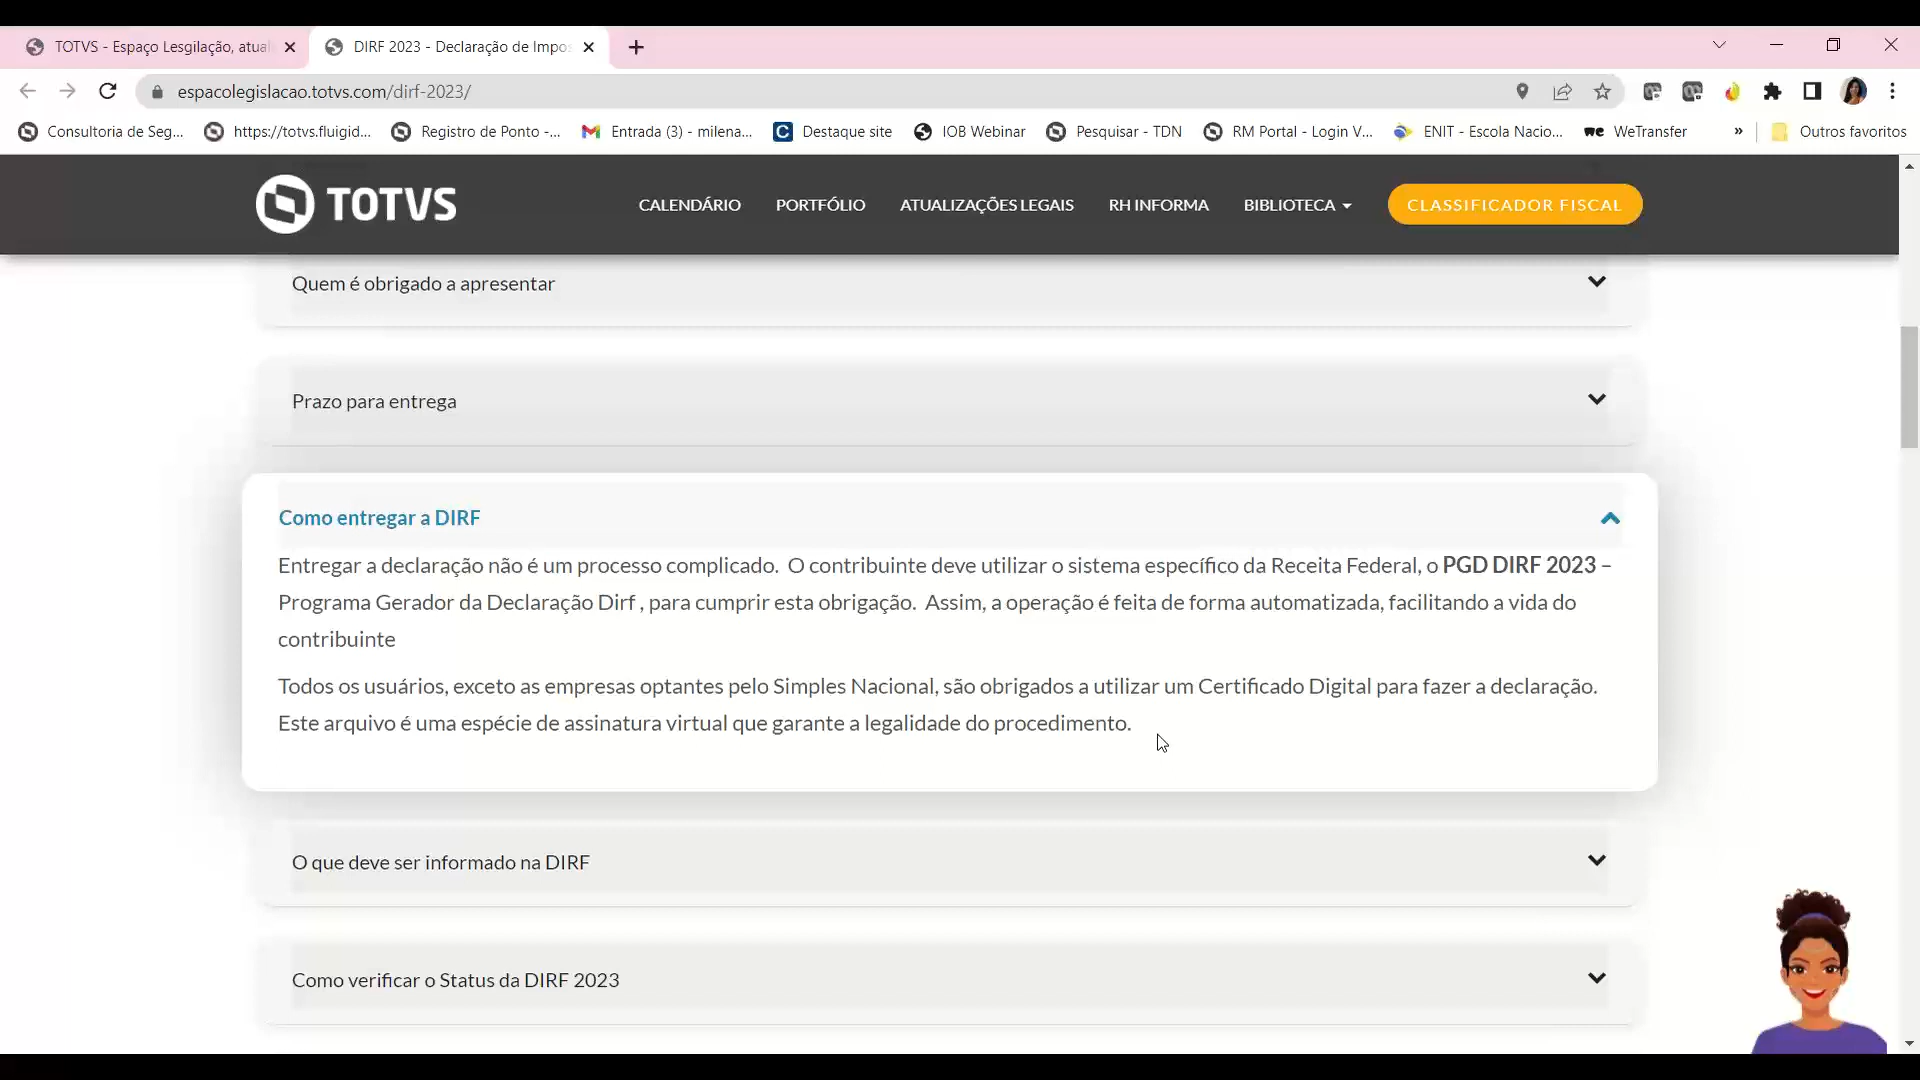 TOTVS - Espaço Lesgilação, atual
DIRF 2023 - Declaração de Impos
espacolegislacao.totvs.com/dirf-2023/
Consultoria de Seg...
https://totvs.fluigid...
Registro de Ponto -...
Entrada (3) - milena...
Destaque site
IOB Webinar
Pesquisar - TDN
RM Portal - Login V...
ENIT - Escola Nacio...
WeTransfer
»
Outros favoritos
TOTVS
CALENDÁRIO
PORTFÓLIO
ATUALIZAÇÕES LEGAIS
RH INFORMA
BIBLIOTECA
CLASSIFICADOR FISCAL
Quem é obrigado a apresentar
Prazo para entrega
Como entregar a DIRF
Entregar a declaração não é um processo complicado. O contribuinte deve utilizar o sistema específico da Receita Federal, o PGD DIRF 2023 –
Programa Gerador da Declaração Dirf , para cumprir esta obrigação. Assim, a operação é feita de forma automatizada, facilitando a vida do
contribuinte
Todos os usuários, exceto as empresas optantes pelo Simples Nacional, são obrigados a utilizar um Certificado Digital para fazer a declaração.
Este arquivo é uma espécie de assinatura virtual que garante a legalidade do procedimento.
O que deve ser informado na DIRF
Como verificar o Status da DIRF 2023